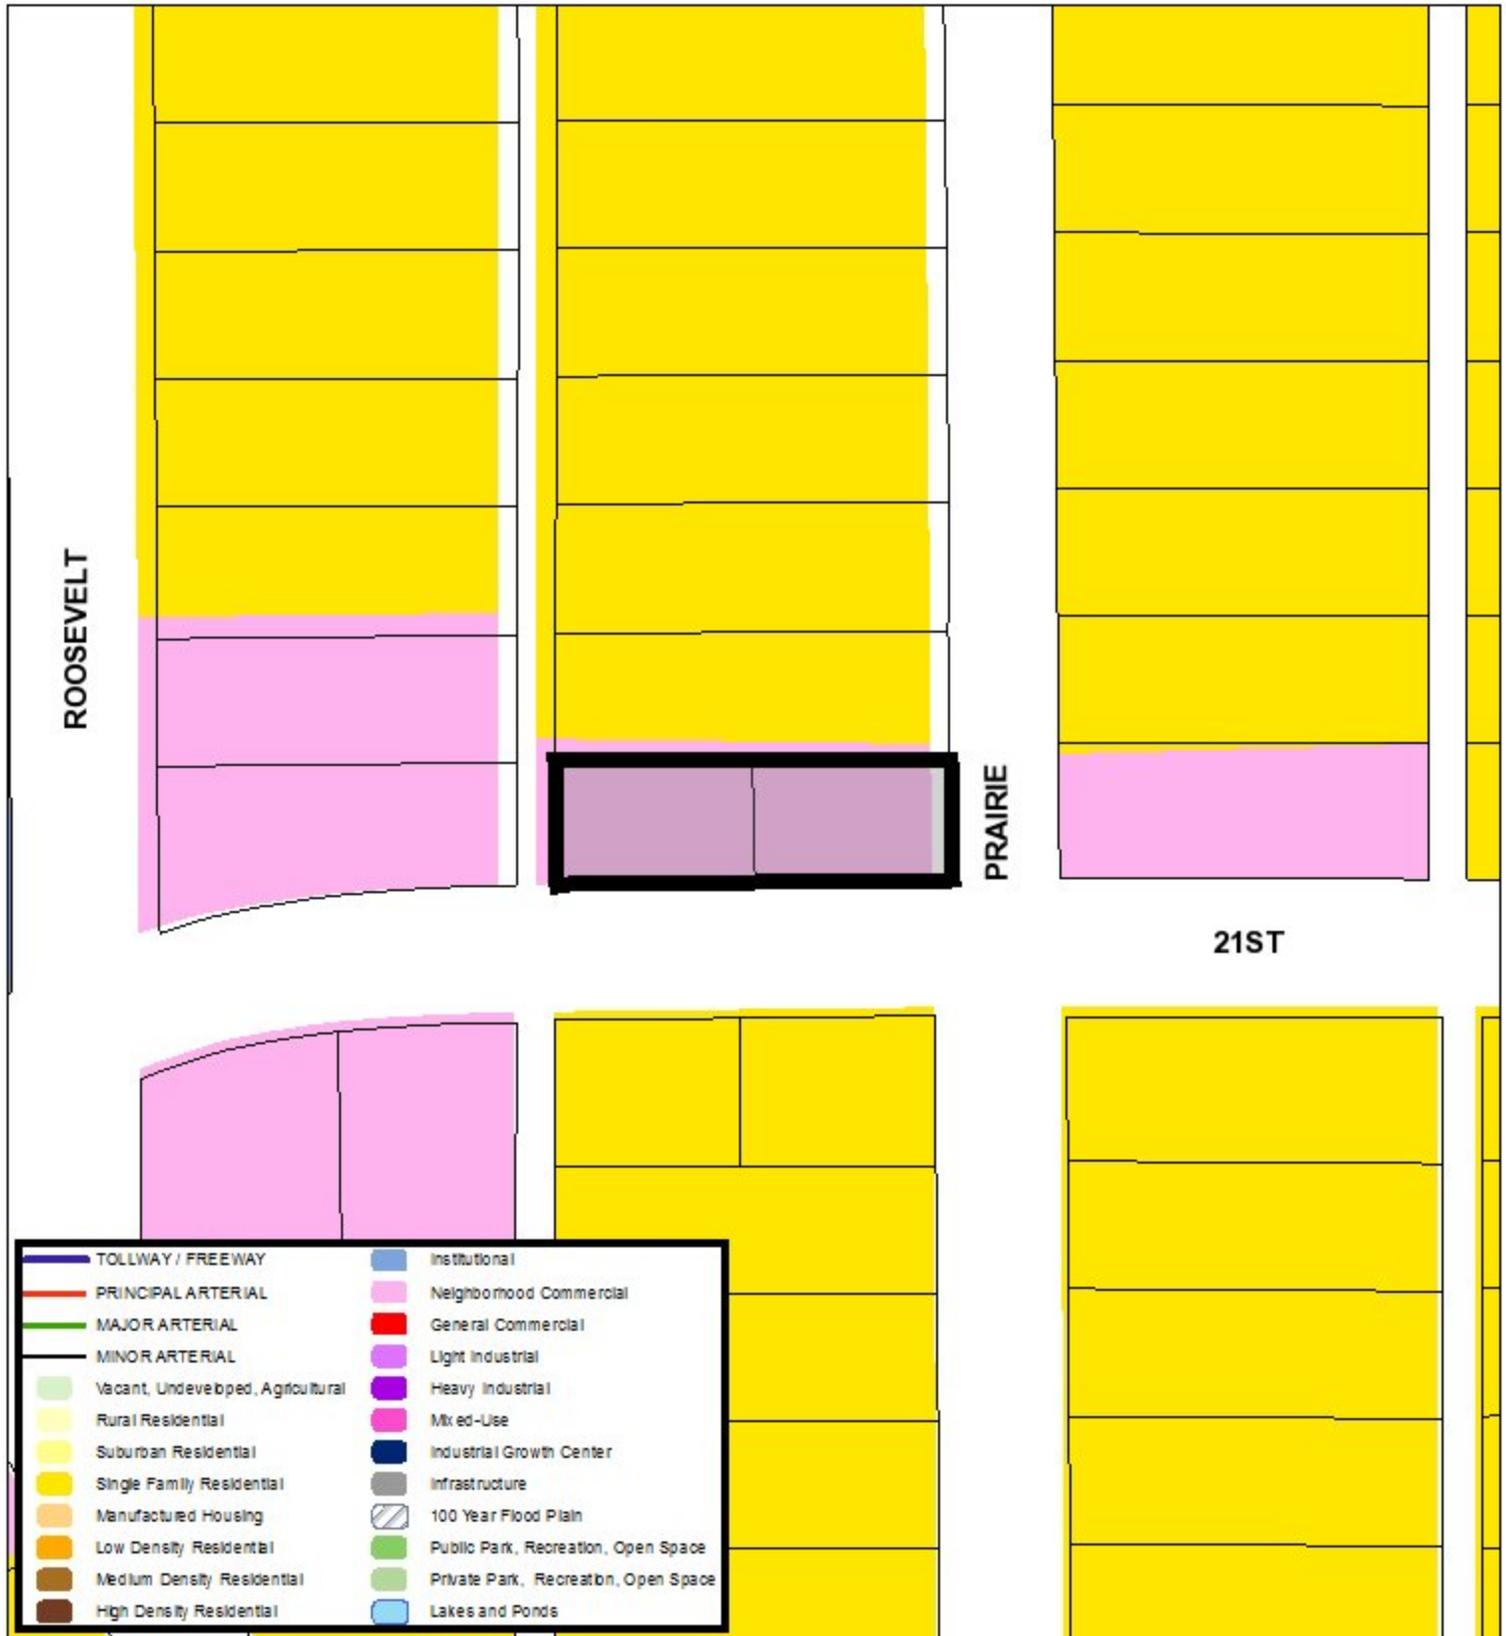 ROOSEVELT
PRAIRIE
21ST
TOLLWAY / FREEWAY
PRINCIPAL ARTERIAL
MAJOR ARTERIAL
MINOR ARTERIAL
Vacant, Undeveloped, Agricultural
Rural Residential
Suburban Residential
Single Family Residential
Manufactured Housing
Low Density Residential
Medium Density Residential
High Density Residential
Institutional
Neighborhood Commercial
General Commercial
Light Industrial
Heavy Industrial
Mixed-Use
Industrial Growth Center
Infrastructure
100 Year Flood Plain
Public Park, Recreation, Open Space
Private Park, Recreation, Open Space
Lakes and Ponds